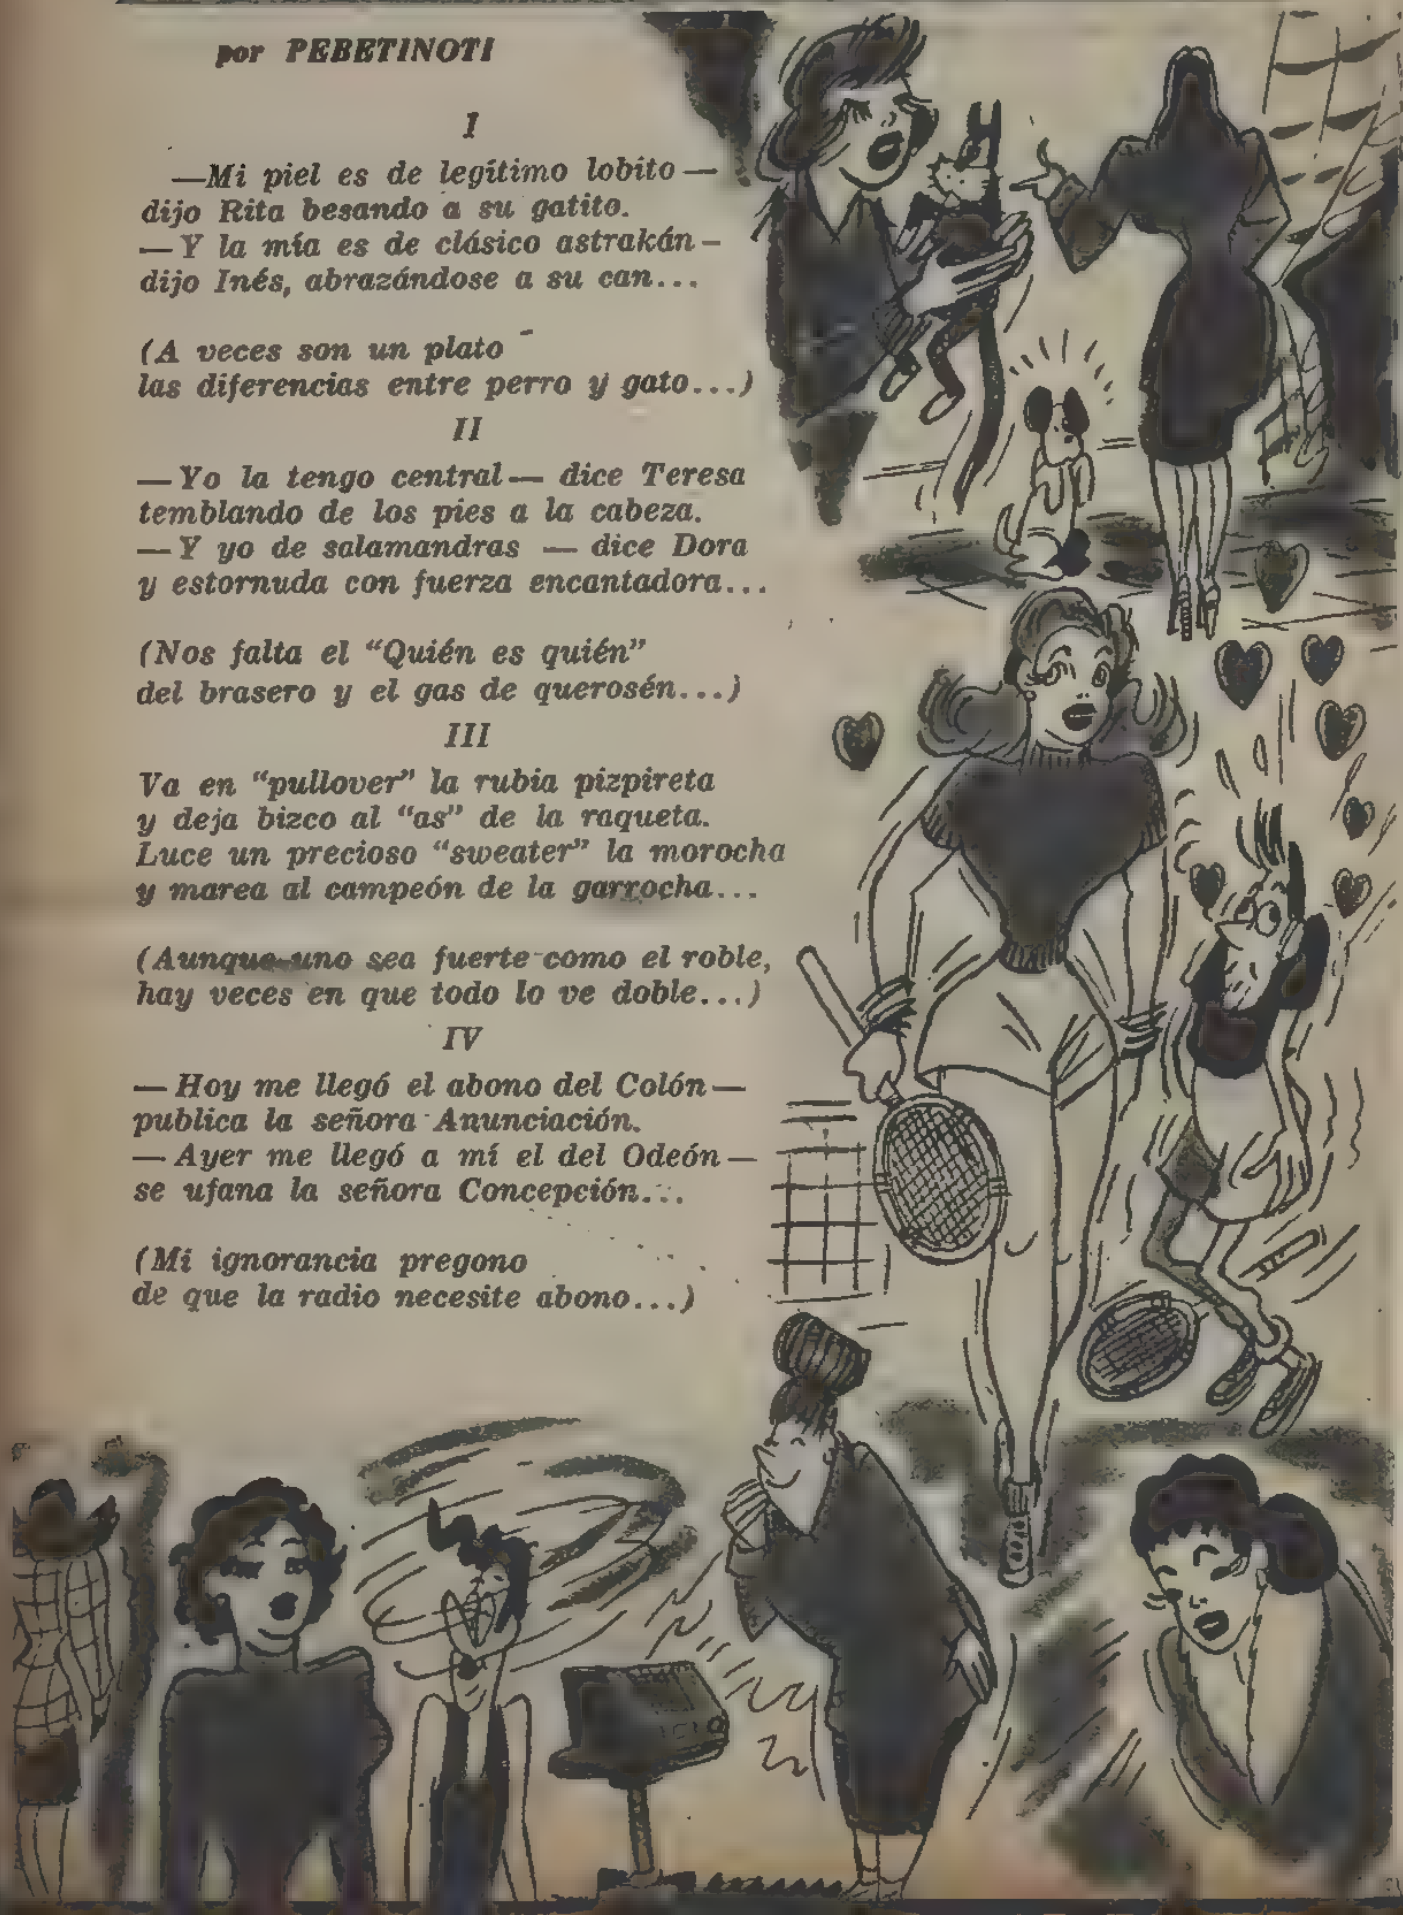 por PEBETINOTI
I
—Mi piel es de legítimo lobito—
dijo Rita besando a su gatito.
—Y la mía es de clásico astrakán—
dijo Inés, abrazándose a su can...
(A veces son un plato
las diferencias entre perro y gato...)
II
—Yo la tengo central— dice Teresa
temblando de los pies a la cabeza.
—Y yo de salamandras — dice Dora
y estornuda con fuerza encantadora...
(Nos falta el “Quién es quién”
del brasero y el gas de querosén...)
III
Va en “pullover” la rubia pizpireta
y deja bizco al “as” de la raqueta.
Luce un precioso “sweater” la morocha
y marea al campeón de la garrocha...
(Aunque uno sea fuerte como el roble,
hay veces en que todo lo ve doble...)
IV
—Hoy me llegó el abono del Colón—
publica la señora Anunciación.
—Ayer me llegó a mí el del Odeón—
se ufana la señora Concepción...
(Mi ignorancia pregono
de que la radio necesite abono...)